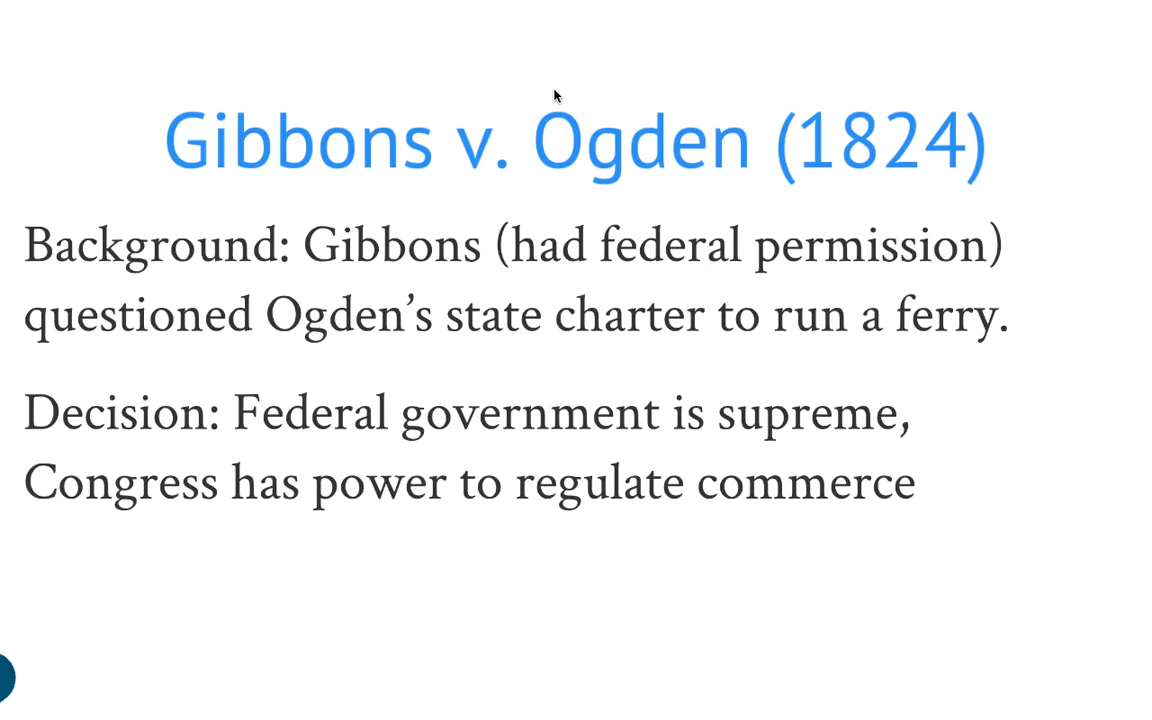 Gibbons v. Ogden (1824)
Background: Gibbons (had federal permission)
questioned Ogden’s state charter to run a ferry.
Decision: Federal government is supreme,
Congress has power to regulate commerce